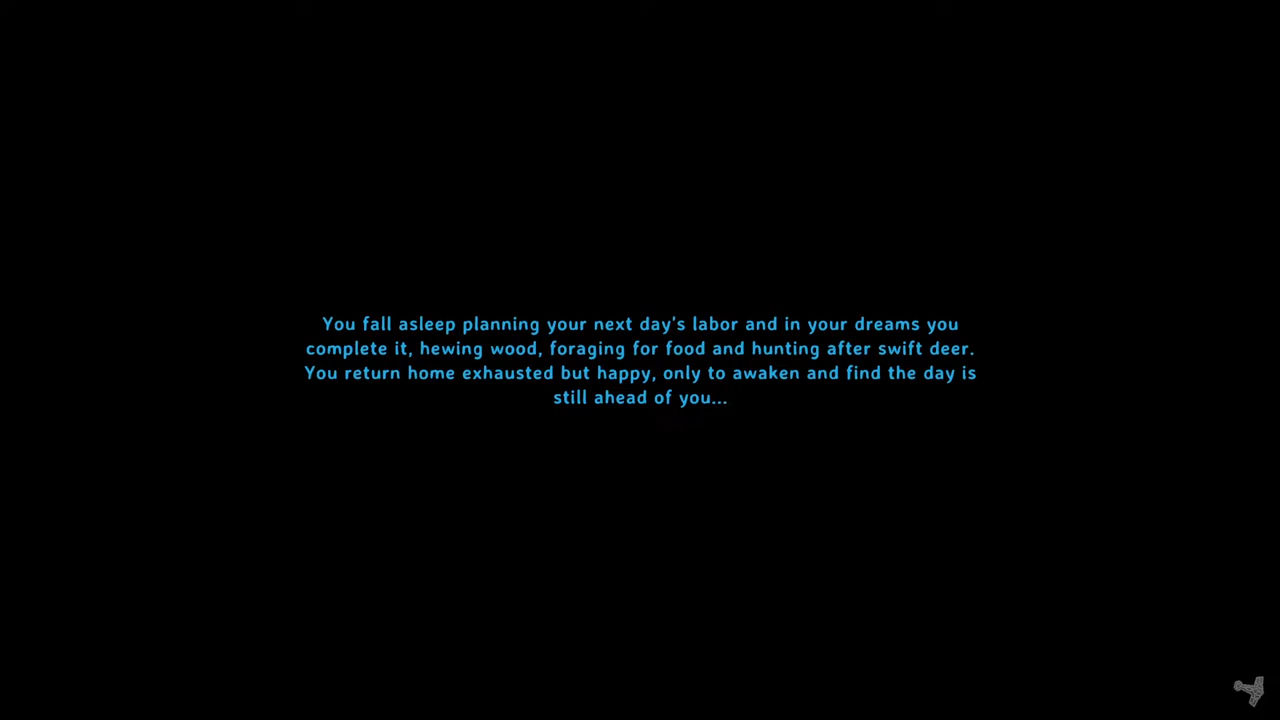 You fall asleep planning your next day's labor and in your dreams you
complete it, hewing wood, foraging for food and hunting after swift deer.
You return home exhausted but happy, only to awaken and find the day is
still ahead of you...